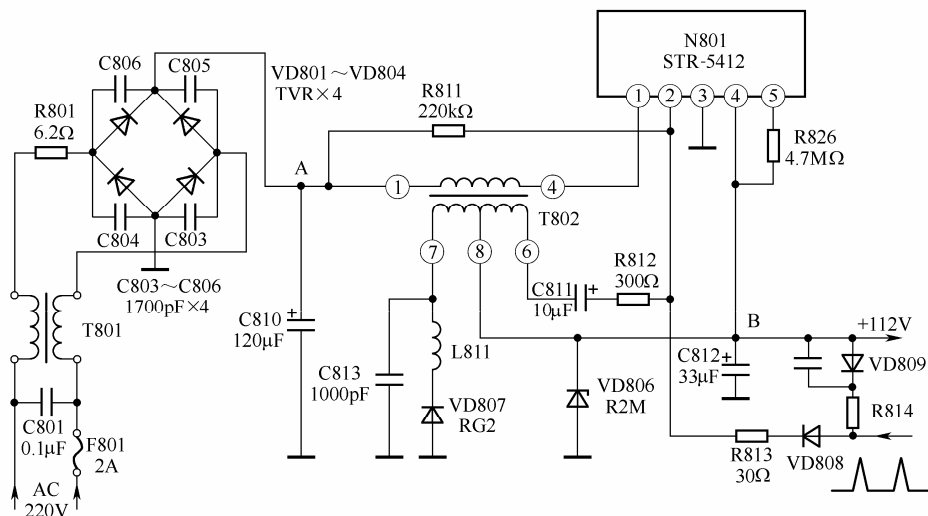 C806
C805
R801
6.2Ω
C804
C803
C803～C806
1700pF×4
T801
C801
0.1μF
F801
2A
AC
220V
VD801～VD804
TVR×4
R811
220kΩ
A
1
4
T802
7
8
6
C810
120μF
+
C813
1000pF
L811
VD807
RG2
C811
10μF
+
R812
300Ω
VD806
R2M
N801
STR-5412
1
2
3
4
5
R826
4.7MΩ
B
+112V
C812
33μF
+
VD809
R814
R813
30Ω
VD808